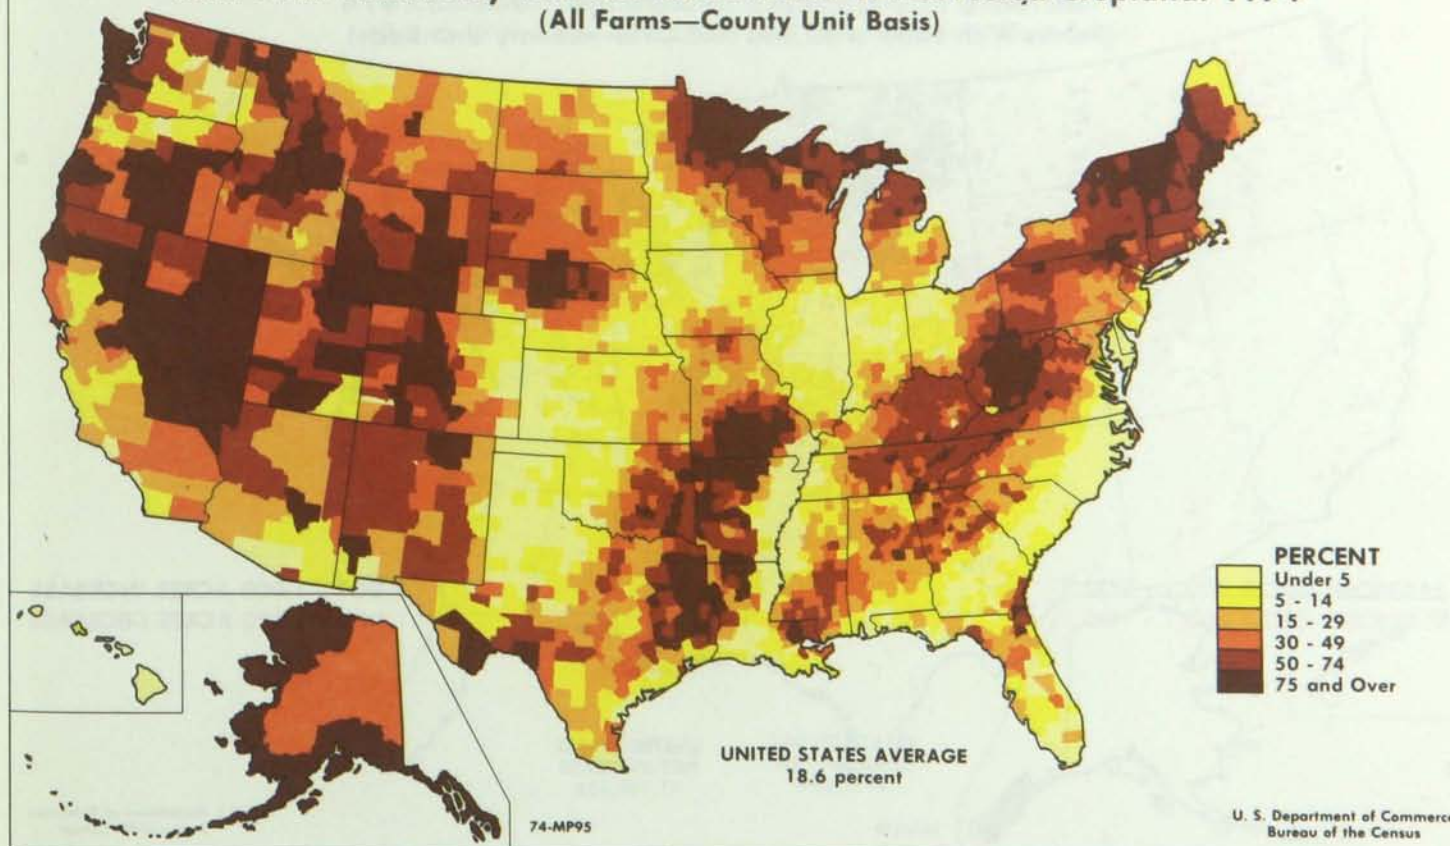 (All Farms—County Unit Basis)
PERCENT
Under 5
5 - 14
15 - 29
30 - 49
50 - 74
75 and Over
UNITED STATES AVERAGE
18.6 percent
74-MP95
U. S. Department of Commerc
Bureau of the Census